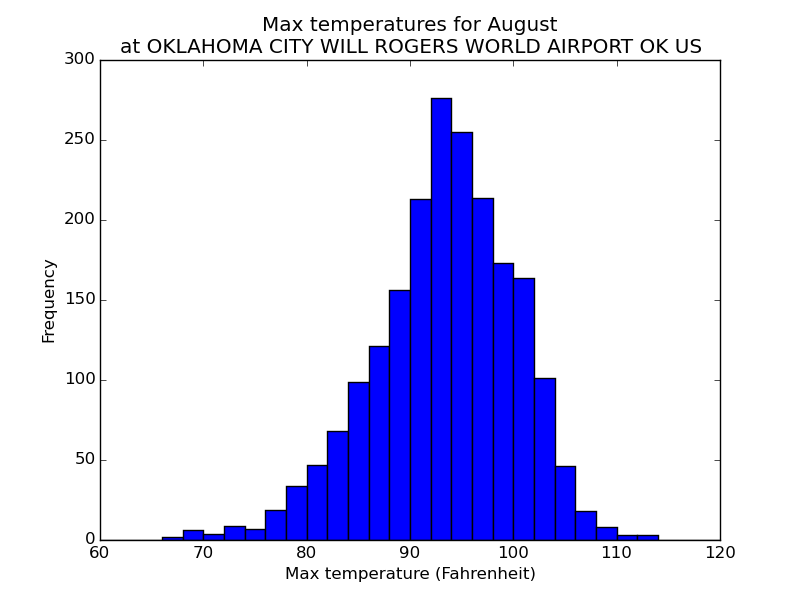 Max temperatures for August
at OKLAHOMA CITY WILL ROGERS WORLD AIRPORT OK US
300
250
200
150
100
50
0
Frequency
60 70 80 90 100 110 120
Max temperature (Fahrenheit)